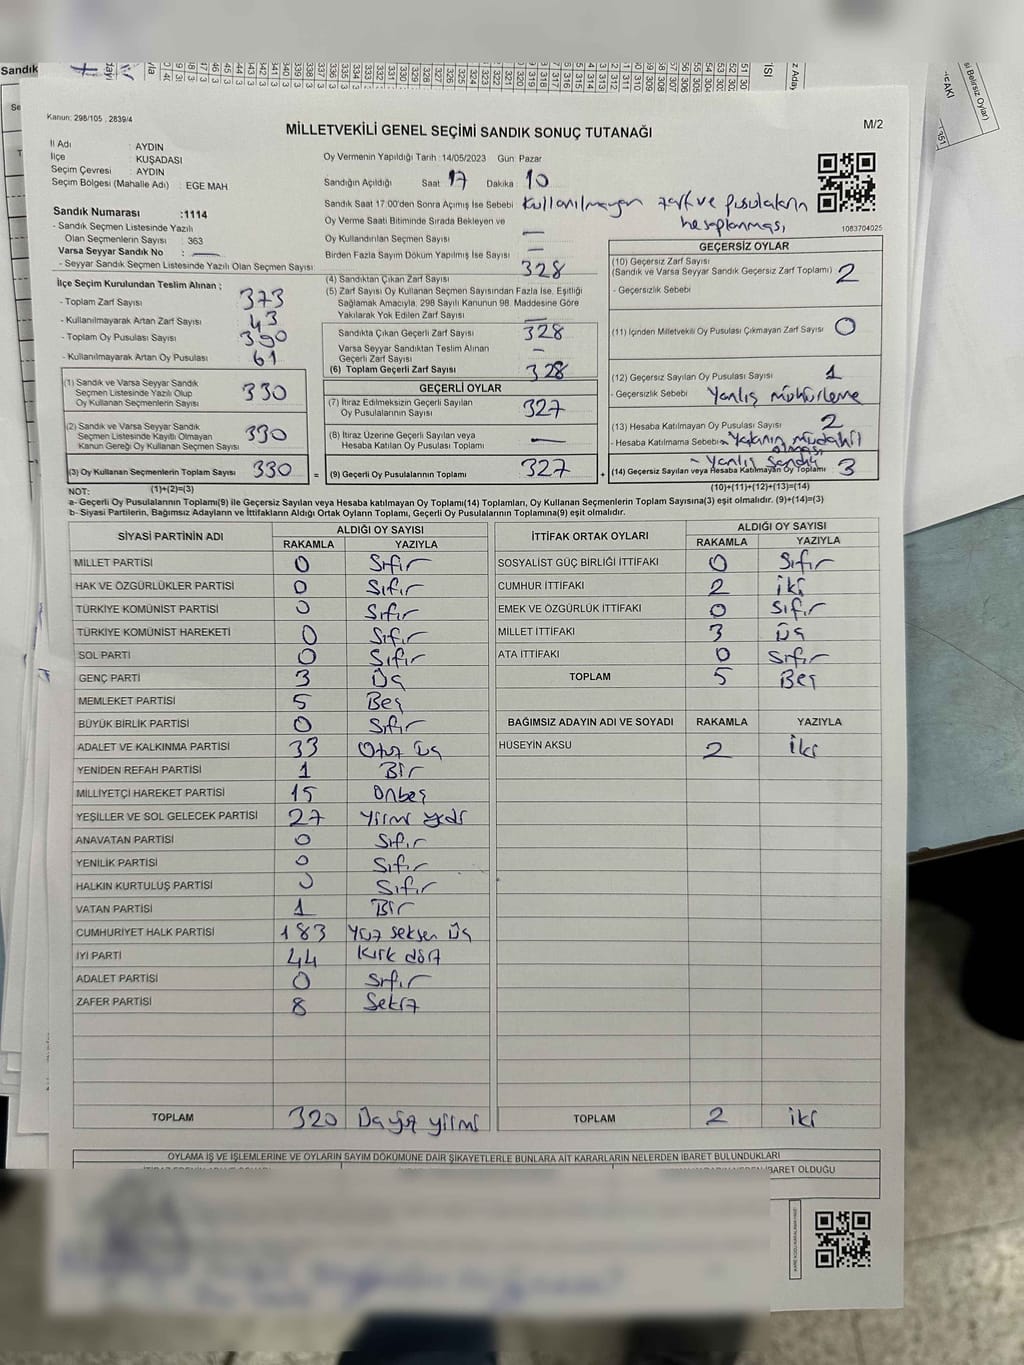 Kanun: 298/105 , 2839/4
MİLLETVEKİLİ GENEL SEÇİMİ SANDIK SONUÇ TUTANAĞI
M/2
İl Adı : AYDIN
İlçe : KUŞADASI
Seçim Çevresi : AYDIN
Seçim Bölgesi (Mahalle Adı) : EGE MAH
Sandık Numarası :1114
- Sandık Seçmen Listesinde Yazılı
Olan Seçmenlerin Sayısı : 363
Varsa Seyyar Sandık No : —
- Seyyar Sandık Seçmen Listesinde Yazılı Olan Seçmen Sayısı
Oy Vermenin Yapıldığı Tarih :14/05/2023 Gün: Pazar
Sandığın Açıldığı Saat 17 Dakika 10
Sandık Saat 17:00'den Sonra Açılmış İse Sebebi Kullanılmayan zarf ve pusuların
hesaplanması
Oy Verme Saati Bitiminde Sırada Bekleyen ve
Oy Kullandırılan Seçmen Sayısı —
Birden Fazla Sayım Döküm Yapılmış İse Sayısı —
1083704025
İlçe Seçim Kurulundan Teslim Alınan ;
- Toplam Zarf Sayısı 373
- Kullanılmayarak Artan Zarf Sayısı 43
- Toplam Oy Pusulası Sayısı 390
- Kullanılmayarak Artan Oy Pusulası 61
(1) Sandık ve Varsa Seyyar Sandık
Seçmen Listesinde Yazılı Olup
Oy Kullanan Seçmenlerin Sayısı 330
(2) Sandık ve Varsa Seyyar Sandık
Seçmen Listesinde Kayıtlı Olmayan
Kanun Gereği Oy Kullanan Seçmen Sayısı 330
(3) Oy Kullanan Seçmenlerin Toplam Sayısı 330 =
(1)+(2)=(3)
(4) Sandıktan Çıkan Zarf Sayısı 328
(5) Zarf Sayısı Oy Kullanan Seçmen Sayısından Fazla İse, Eşitliği
Sağlamak Amacıyla, 298 Sayılı Kanunun 98. Maddesine Göre
Yakılarak Yok Edilen Zarf Sayısı —
Sandıkta Çıkan Geçerli Zarf Sayısı 328
Varsa Seyyar Sandıktan Teslim Alınan
Geçerli Zarf Sayısı —
(6) Toplam Geçerli Zarf Sayısı 328
GEÇERLİ OYLAR
(7) İtiraz Edilmeksizin Geçerli Sayılan
Oy Pusulalarının Sayısı 327
(8) İtiraz Üzerine Geçerli Sayılan veya
Hesaba Katılan Oy Pusulası Toplamı —
(9) Geçerli Oy Pusulalarının Toplamı 327 +
GEÇERSİZ OYLAR
(10) Geçersiz Zarf Sayısı
(Sandık ve Varsa Seyyar Sandık Geçersiz Zarf Toplamı) 2
- Geçersizlik Sebebi
(11) İçinden Milletvekili Oy Pusulası Çıkmayan Zarf Sayısı 0
(12) Geçersiz Sayılan Oy Pusulası Sayısı 1
- Geçersizlik Sebebi Yanlış mühürleme
(13) Hesaba Katılmayan Oy Pusulası Sayısı 2
- Hesaba Katılmama Sebebi - Yakının müdahil
olması
- Yanlış sandık
(14) Geçersiz Sayılan veya Hesaba Katılmayan Oy Toplamı 3
(10)+(11)+(12)+(13)=(14)
NOT:
a- Geçerli Oy Pusulalarının Toplamı(9) ile Geçersiz Sayılan veya Hesaba katılmayan Oy Toplamı(14) Toplamları, Oy Kullanan Seçmenlerin Toplam Sayısına(3) eşit olmalıdır. (9)+(14)=(3)
b- Siyasi Partilerin, Bağımsız Adayların ve İttifakların Aldığı Ortak Oyların Toplamı, Geçerli Oy Pusulalarının Toplamına(9) eşit olmalıdır.
SİYASİ PARTİNİN ADI ALDIĞI OY SAYISI
RAKAMLA YAZIYLA
MİLLET PARTİSİ 0 Sıfır
HAK VE ÖZGÜRLÜKLER PARTİSİ 0 Sıfır
TÜRKİYE KOMÜNİST PARTİSİ 0 Sıfır
TÜRKİYE KOMÜNİST HAREKETİ 0 Sıfır
SOL PARTİ 0 Sıfır
GENÇ PARTİ 3 Üç
MEMLEKET PARTİSİ 5 Beş
BÜYÜK BİRLİK PARTİSİ 0 Sıfır
ADALET VE KALKINMA PARTİSİ 33 Otuz üç
YENİDEN REFAH PARTİSİ 1 Bir
MİLLİYETÇİ HAREKET PARTİSİ 15 Onbeş
YEŞİLLER VE SOL GELECEK PARTİSİ 27 Yirmi yedi
ANAVATAN PARTİSİ 0 Sıfır
YENİLİK PARTİSİ 0 Sıfır
HALKIN KURTULUŞ PARTİSİ 0 Sıfır
VATAN PARTİSİ 1 Bir
CUMHURİYET HALK PARTİSİ 183 Yüz seksen üç
İYİ PARTİ 44 Kırk dört
ADALET PARTİSİ 0 Sıfır
ZAFER PARTİSİ 8 Sekiz
TOPLAM 320 Üçyüz yirmi
İTTİFAK ORTAK OYLARI ALDIĞI OY SAYISI
RAKAMLA YAZIYLA
SOSYALİST GÜÇ BİRLİĞİ İTTİFAKI 0 Sıfır
CUMHUR İTTİFAKI 2 iki
EMEK VE ÖZGÜRLÜK İTTİFAKI 0 Sıfır
MİLLET İTTİFAKI 3 Üç
ATA İTTİFAKI 0 Sıfır
TOPLAM 5 Beş
BAĞIMSIZ ADAYIN ADI VE SOYADI RAKAMLA YAZIYLA
HÜSEYİN AKSU 2 İki
TOPLAM 2 iki
OYLAMA İŞ VE İŞLEMLERİNE VE OYLARIN SAYIM DÖKÜMÜNE DAİR ŞİKAYETLERLE BUNLARA AİT KARARLARIN NELERDEN İBARET BULUNDUKLARI
İBARET OLDUĞU